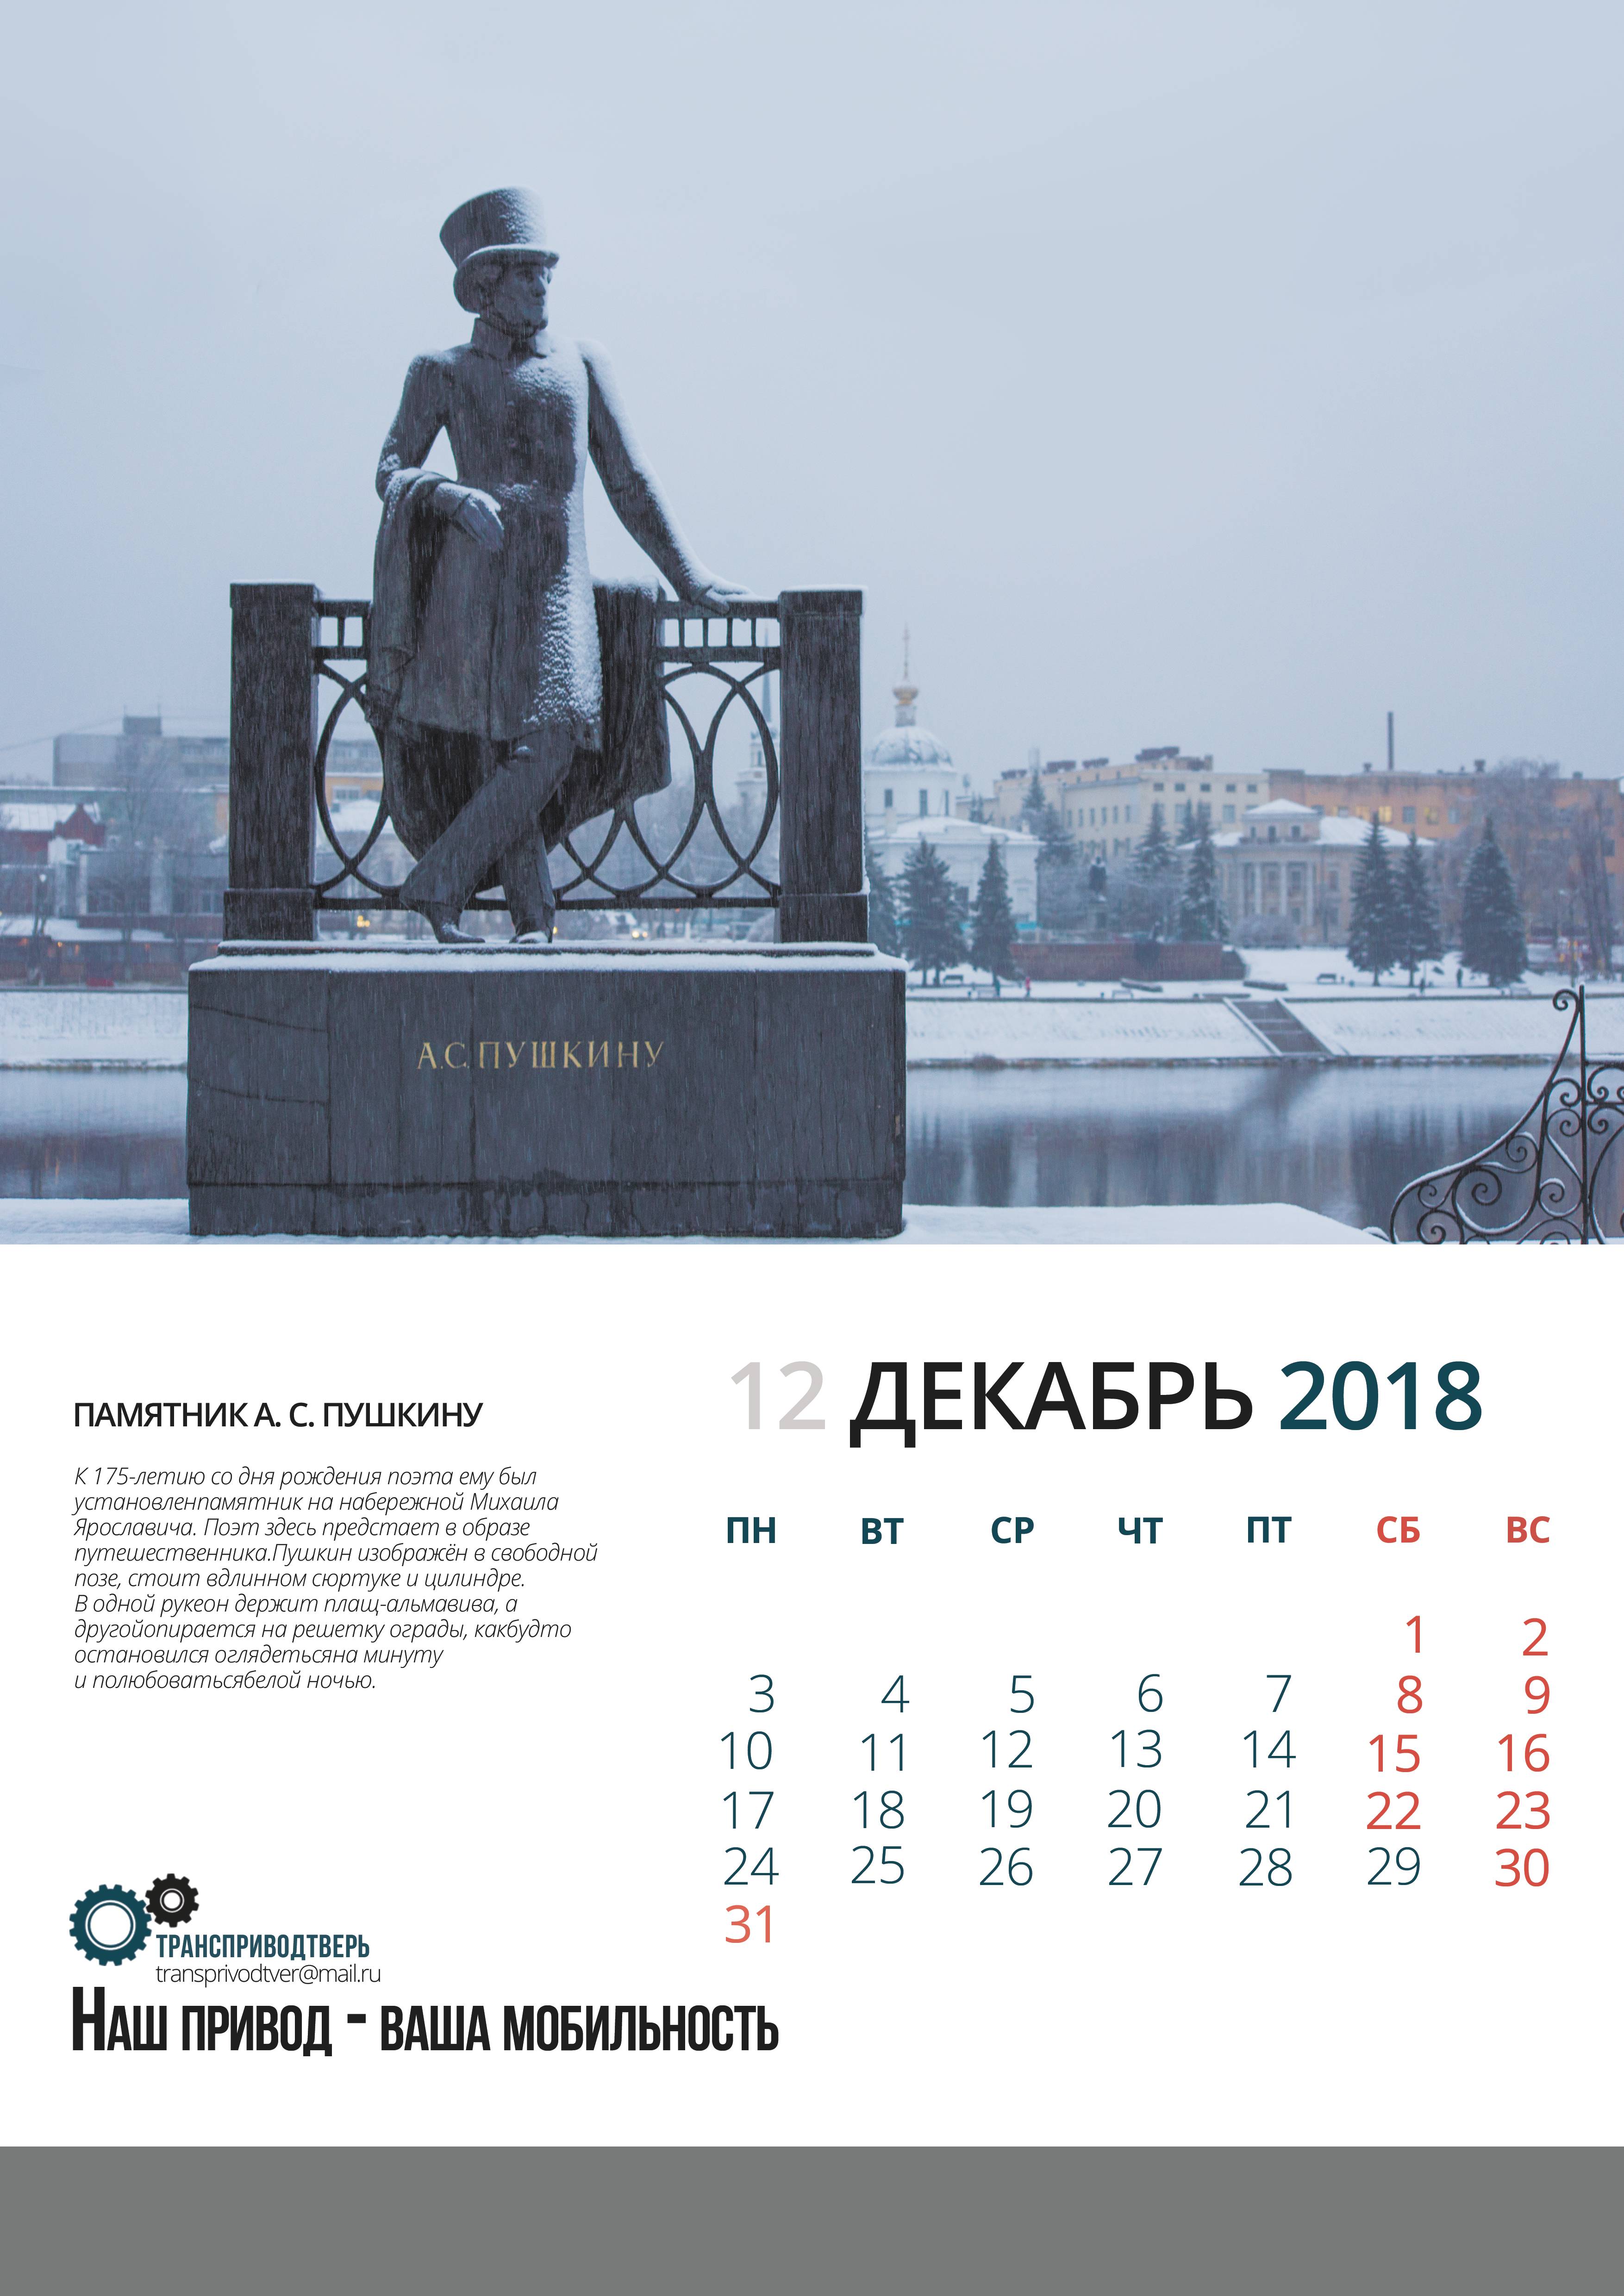 А.С.ПУШКИНУ
12 ДЕКАБРЬ 2018
ПАМЯТНИК А. С. ПУШКИНУ
К 175-летию со дня рождения поэта ему был
установленпамятник на набережной Михаила
Ярославича. Поэт здесь предстает в образе
путешественника.Пушкин изображён в свободной
позе, стоит вдлинном сюртуке и цилиндре.
В одной рукеон держит плащ-альмавива, а
другойопирается на решетку ограды, какбудто
остановился оглядетьсяна минуту
и полюбоватьсябелой ночью.
ПН ВТ СР ЧТ ПТ СБ ВС
1 2
3 4 5 6 7 8 9
10 11 12 13 14 15 16
17 18 19 20 21 22 23
24 25 26 27 28 29 30
31
ТРАНСПРИВОДТВЕРЬ
transprivodtver@mail.ru
НАШ ПРИВОД - ВАША МОБИЛЬНОСТЬ